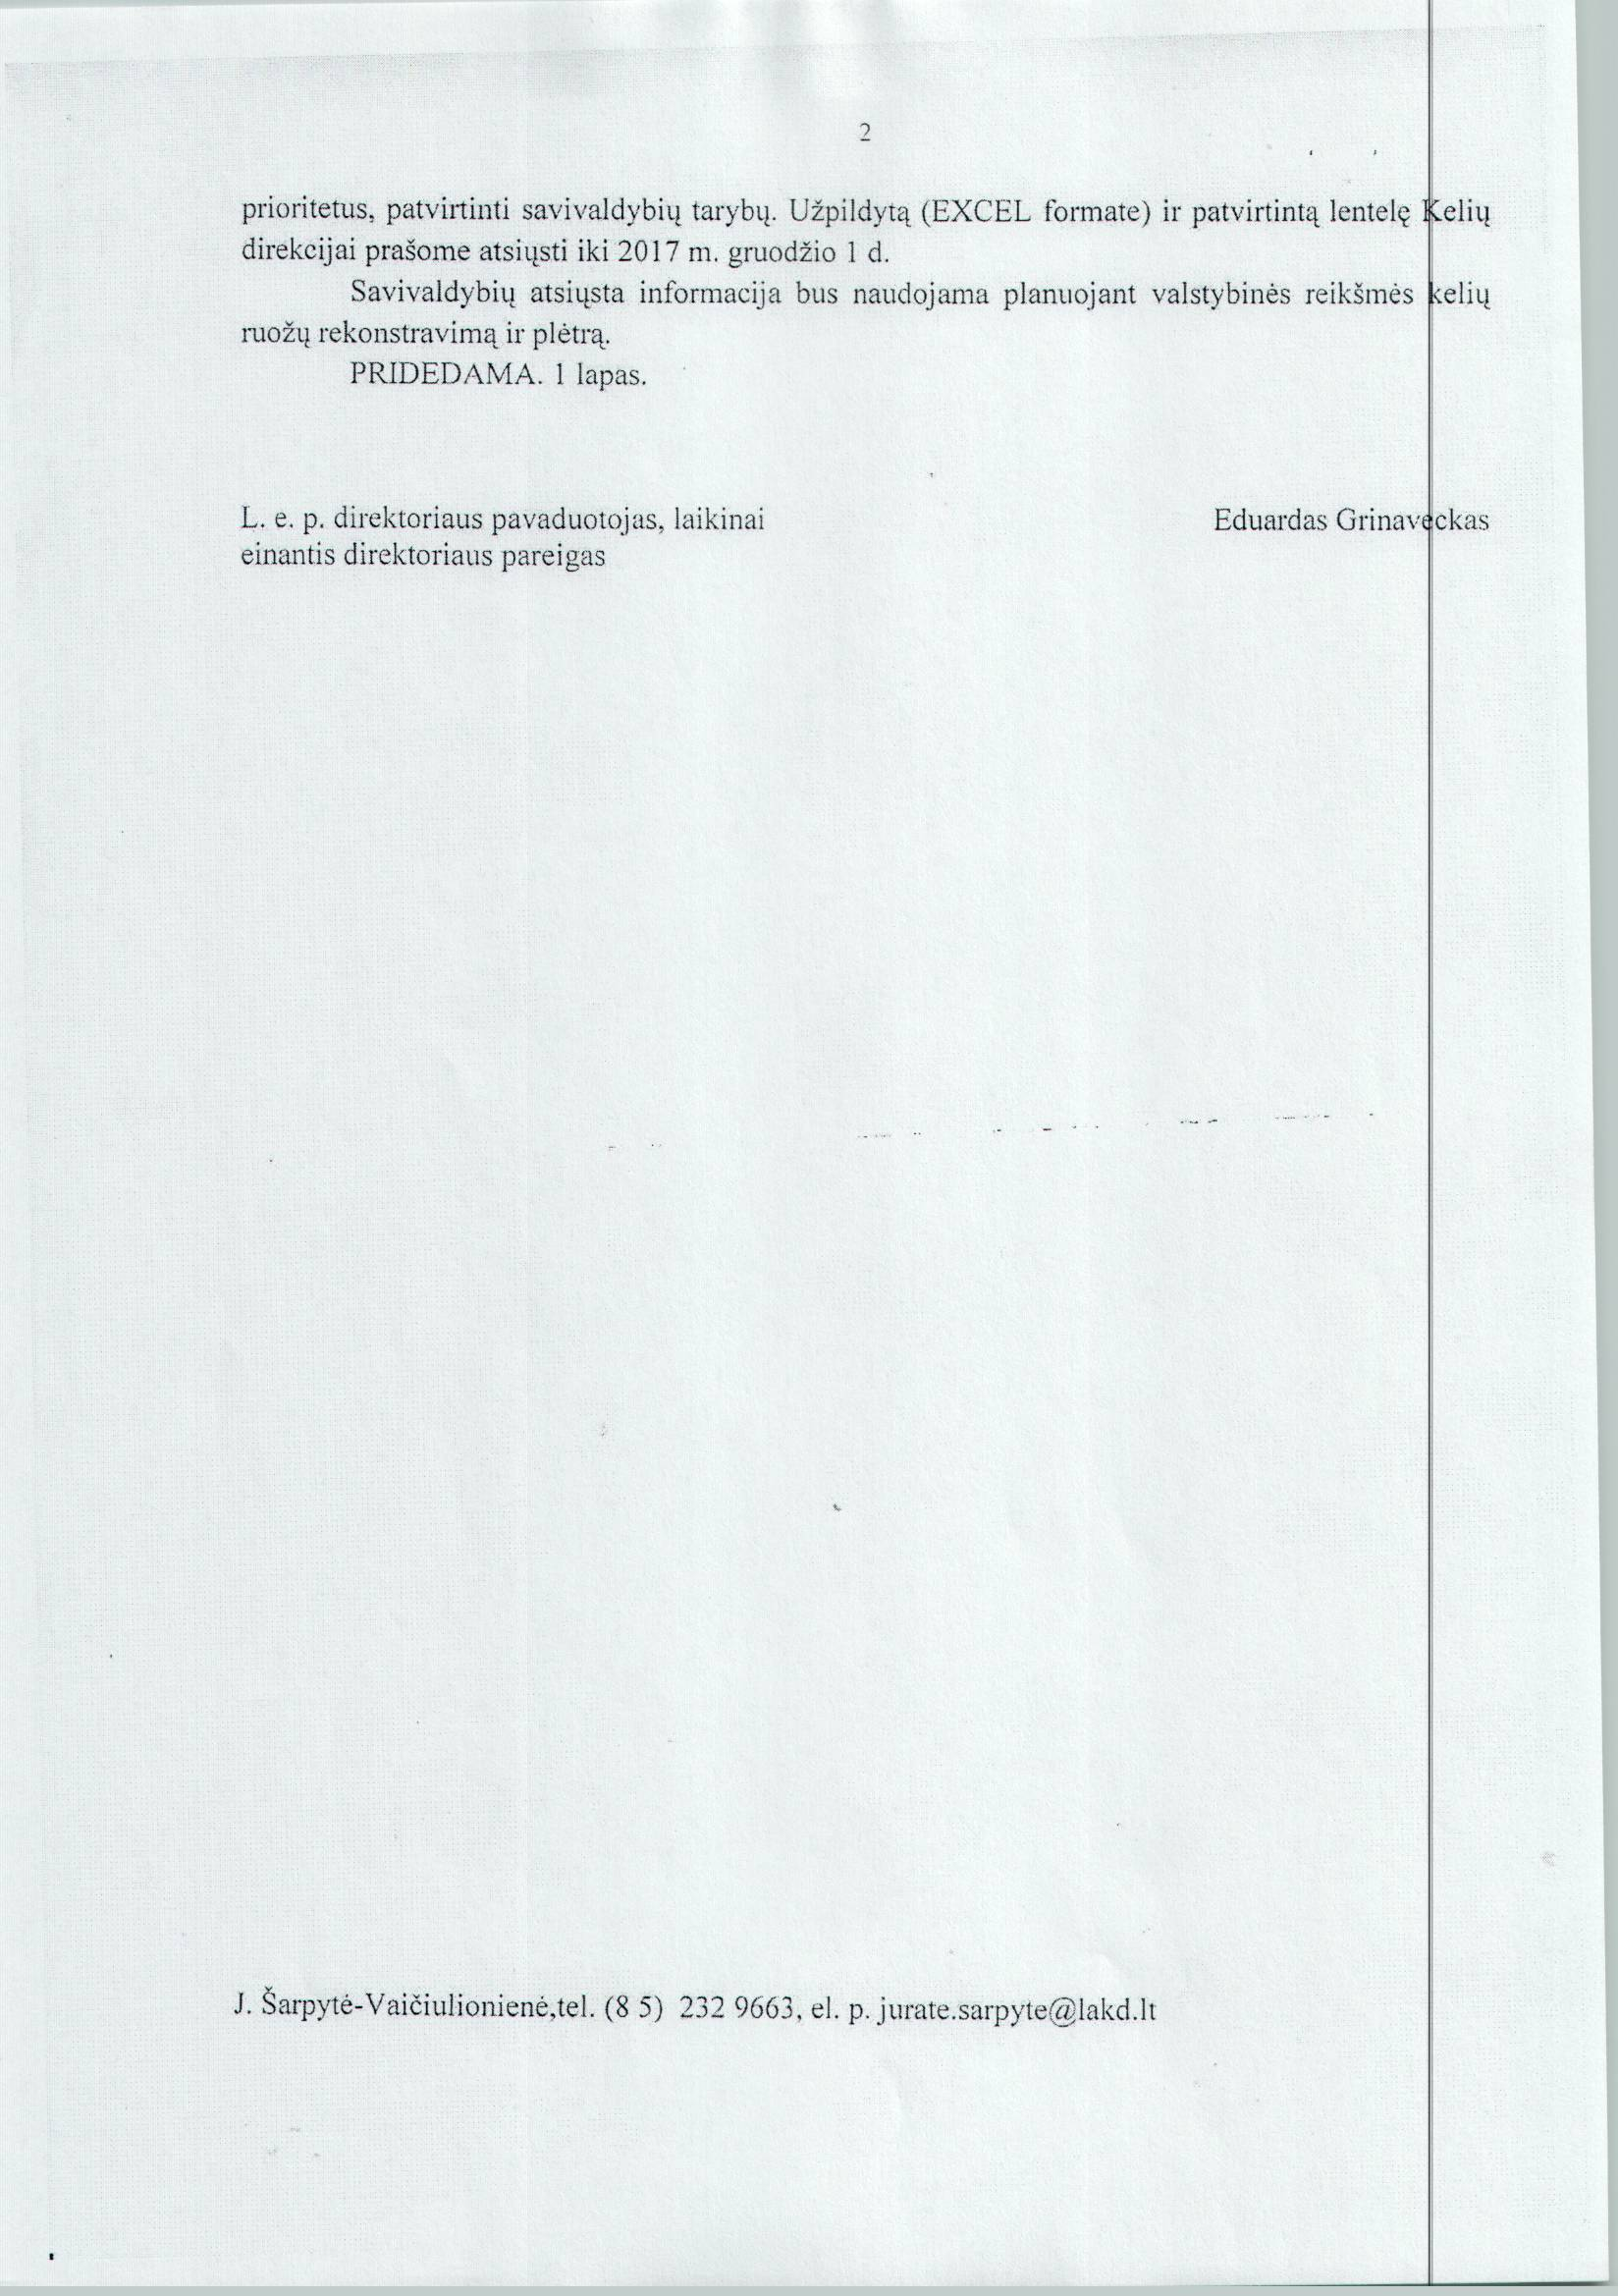 2
prioritetus, patvirtinti savivaldybių tarybų. Užpildytą (EXCEL formate) ir patvirtintą lentelę Kelių
direkcijai prašome atsiųsti iki 2017 m. gruodžio 1 d.
Savivaldybių atsiųsta informacija bus naudojama planuojant valstybinės reikšmės kelių
ruožų rekonstravimą ir plėtrą.
PRIDEDAMA. 1 lapas.
L. e. p. direktoriaus pavaduotojas, laikinai
einantis direktoriaus pareigas
Eduardas Grinaveckas
J. Šarpytė-Vaičiulionienė,tel. (8 5) 232 9663, el. p. jurate.sarpyte@lakd.lt